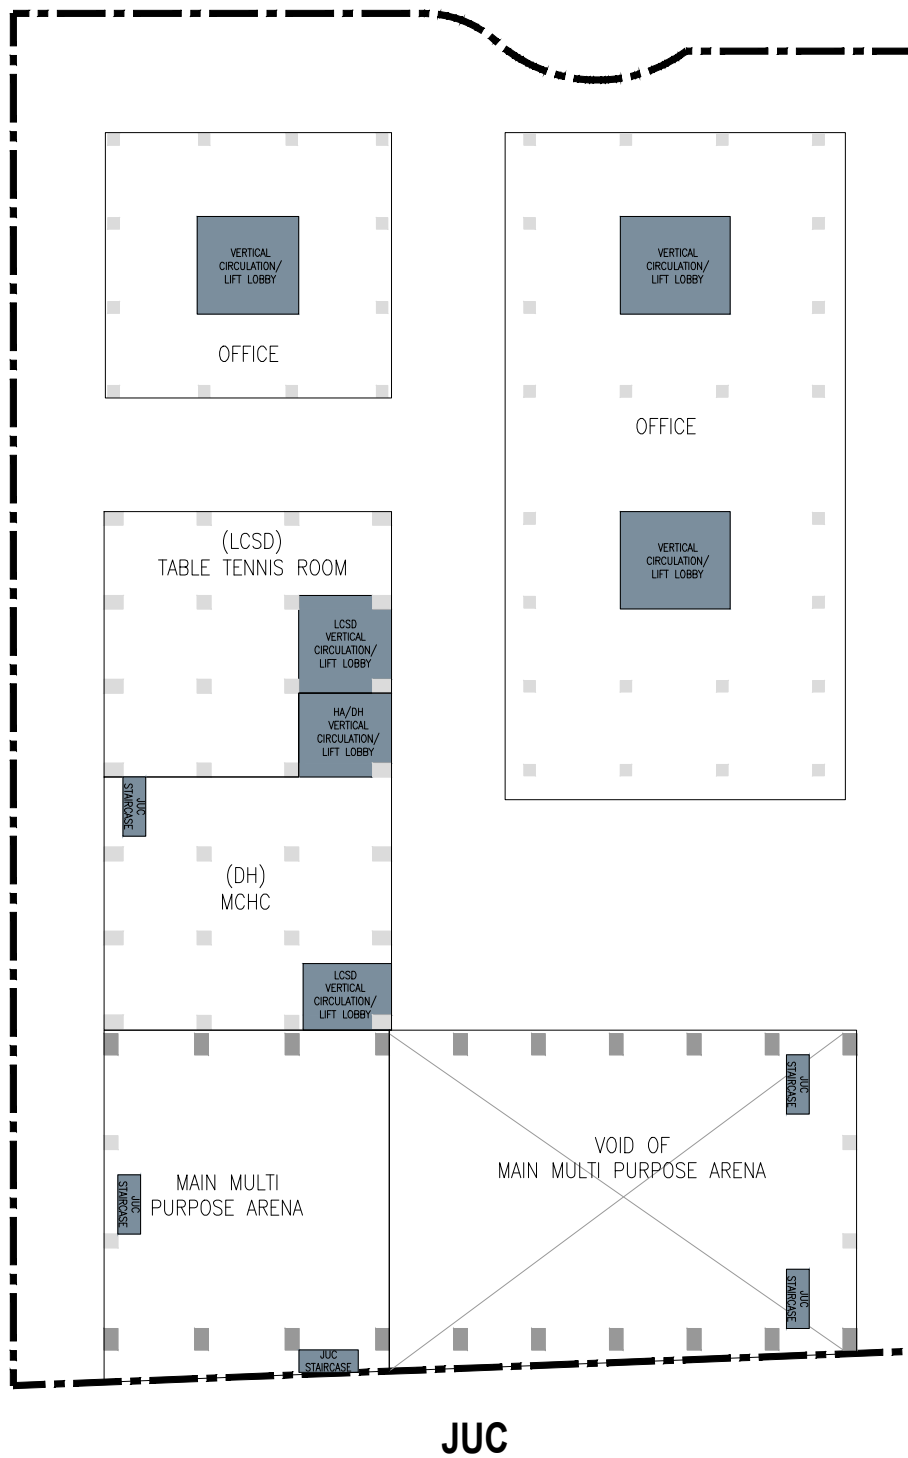 VERTICAL
CIRCULATION/
LIFT LOBBY
OFFICE
VERTICAL
CIRCULATION/
LIFT LOBBY
OFFICE
VERTICAL
CIRCULATION/
LIFT LOBBY
(LCSD)
TABLE TENNIS ROOM
LCSD
VERTICAL
CIRCULATION/
LIFT LOBBY
HA/DH
VERTICAL
CIRCULATION/
LIFT LOBBY
JUC
STAIRCASE
(DH)
MCHC
LCSD
VERTICAL
CIRCULATION/
LIFT LOBBY
JUC
STAIRCASE
VOID OF
MAIN MULTI PURPOSE ARENA
MAIN MULTI
PURPOSE ARENA
JUC
STAIRCASE
JUC
STAIRCASE
JUC
STAIRCASE
JUC